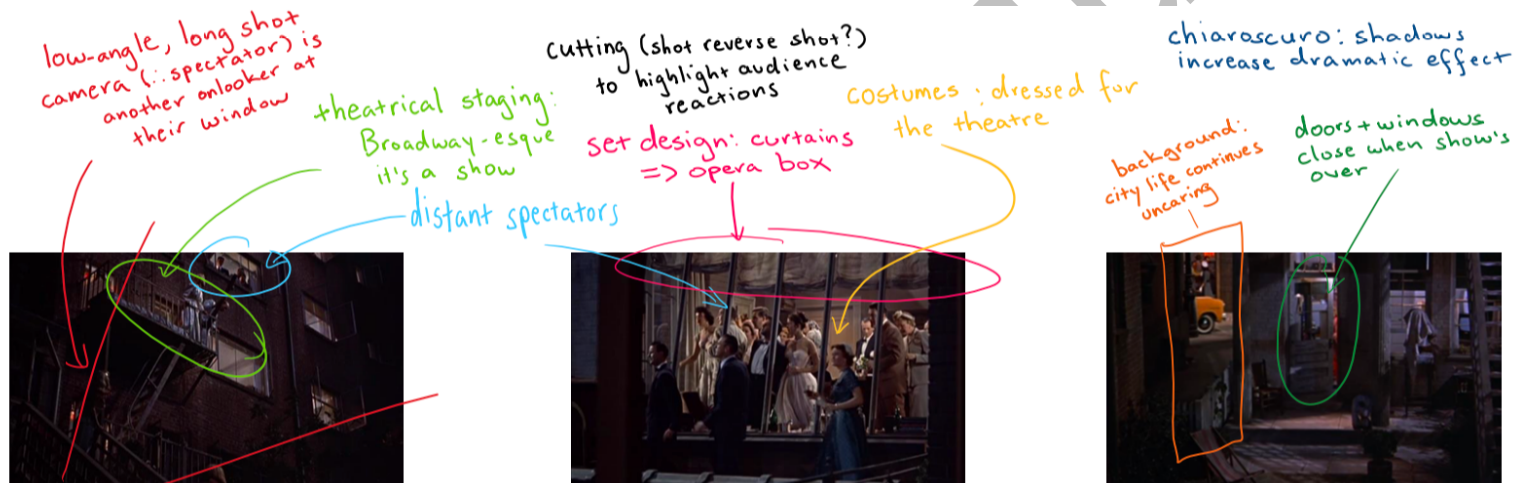 low-angle, long shot
camera (∴ spectator) is
another onlooker at
their window
theatrical staging:
Broadway-esque
it's a show
distant spectators
cutting (shot reverse shot?)
to highlight audience
reactions
set design: curtains
=> opera box
costumes: dressed for
the theatre
chiaroscuro: shadows
increase dramatic effect
background:
city life continues
uncaring
doors + windows
close when show's
over